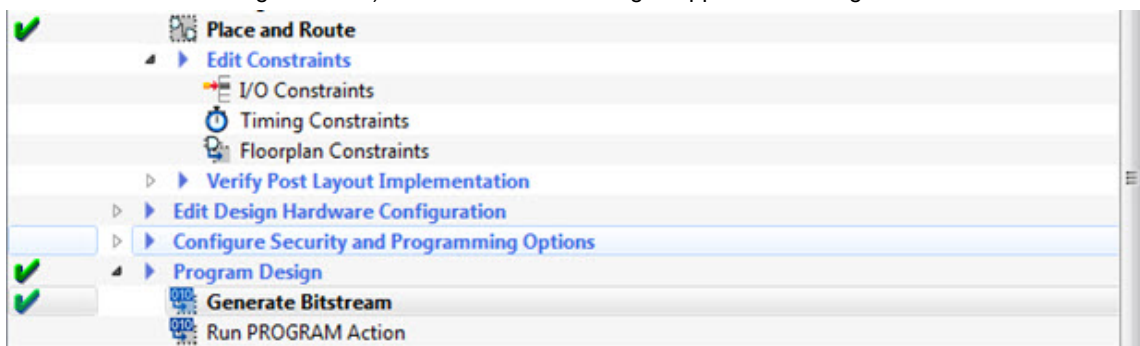 Place and Route
Edit Constraints
I/O Constraints
Timing Constraints
Floorplan Constraints
Verify Post Layout Implementation
Edit Design Hardware Configuration
Configure Security and Programming Options
Program Design
Generate Bitstream
Run PROGRAM Action